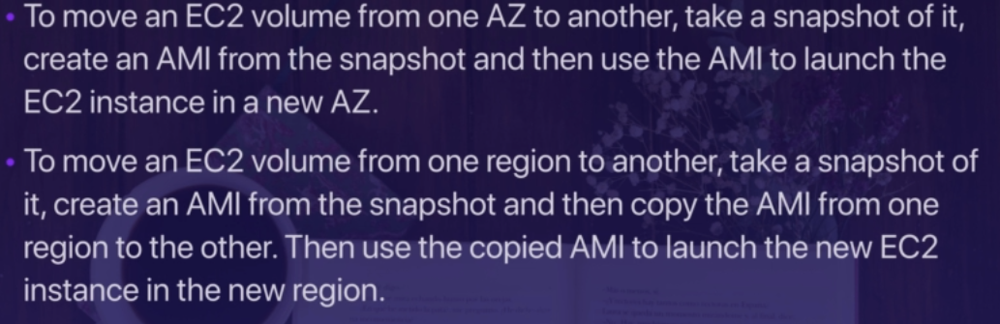 • To move an EC2 volume from one AZ to another, take a snapshot of it,
create an AMI from the snapshot and then use the AMI to launch the
EC2 instance in a new AZ.
• To move an EC2 volume from one region to another, take a snapshot of
it, create an AMI from the snapshot and then copy the AMI from one
region to the other. Then use the copied AMI to launch the new EC2
instance in the new region.